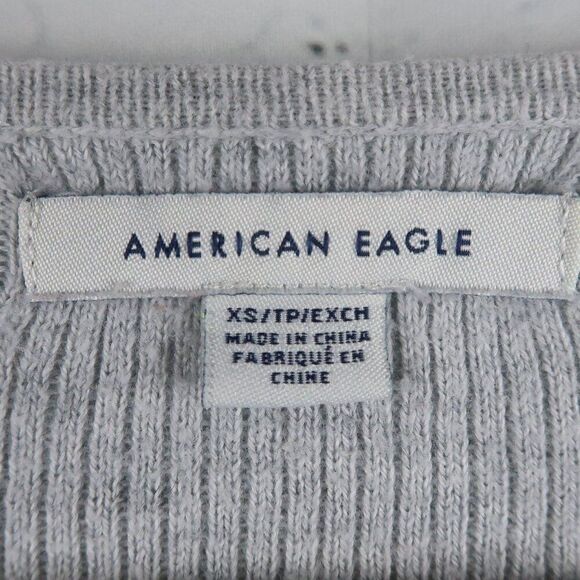 AMERICAN EAGLE
XS/TP/EXCH
MADE IN CHINA
FABRIQUÉ EN
CHINE